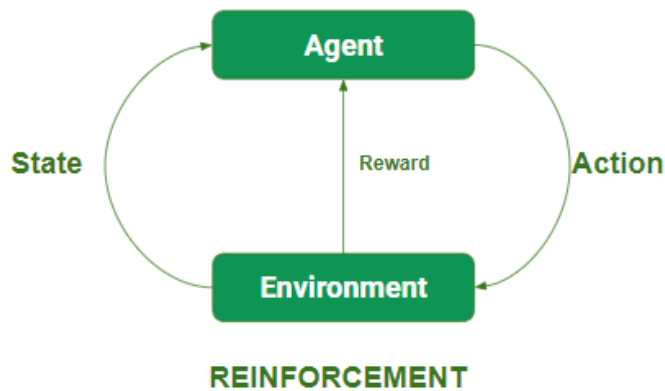 Agent
State
Reward
Action
Environment
REINFORCEMENT